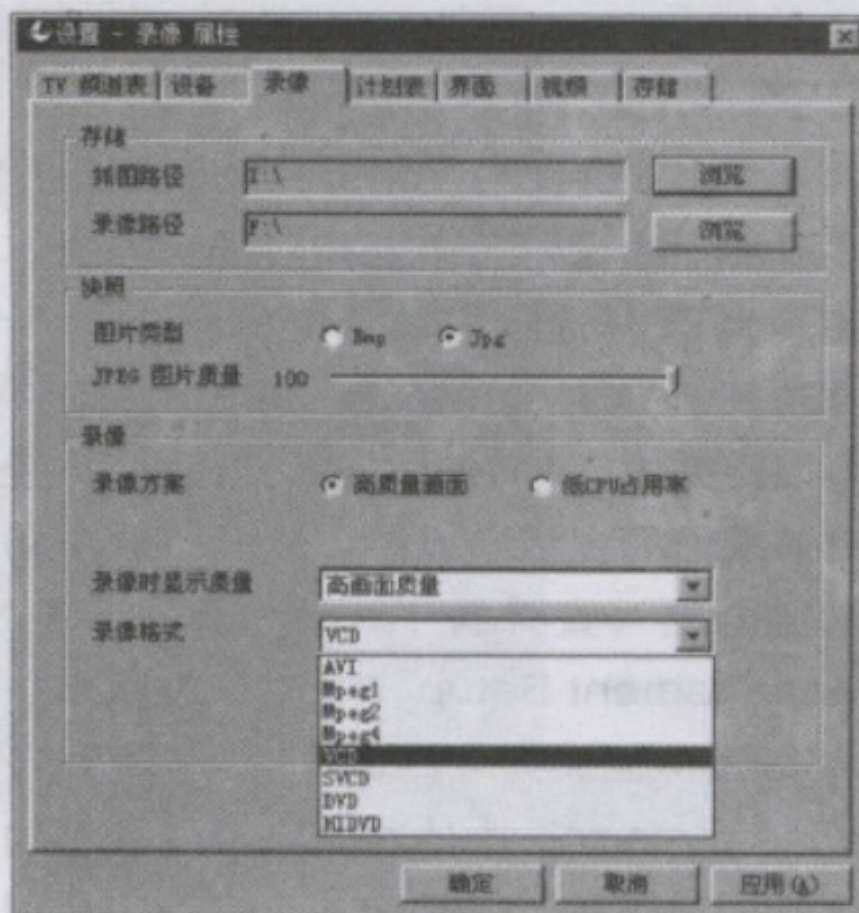 设置 - 录像 属性
TV 频道表 设备 录像 计划表 界面 视频 存储
存储
抓图路径 I:\ 浏览
录像路径 F:\ 浏览
快照
图片类型 Bmp Jpg
JPEG 图片质量 100
录像
录像方案 高质量画面 低CPU占用率
录像时显示质量 高画面质量
录像格式 VCD
AVI
Mpeg1
Mpeg2
Mpeg4
VCD
SVCD
DVD
MIDVD
确定 取消 应用(A)